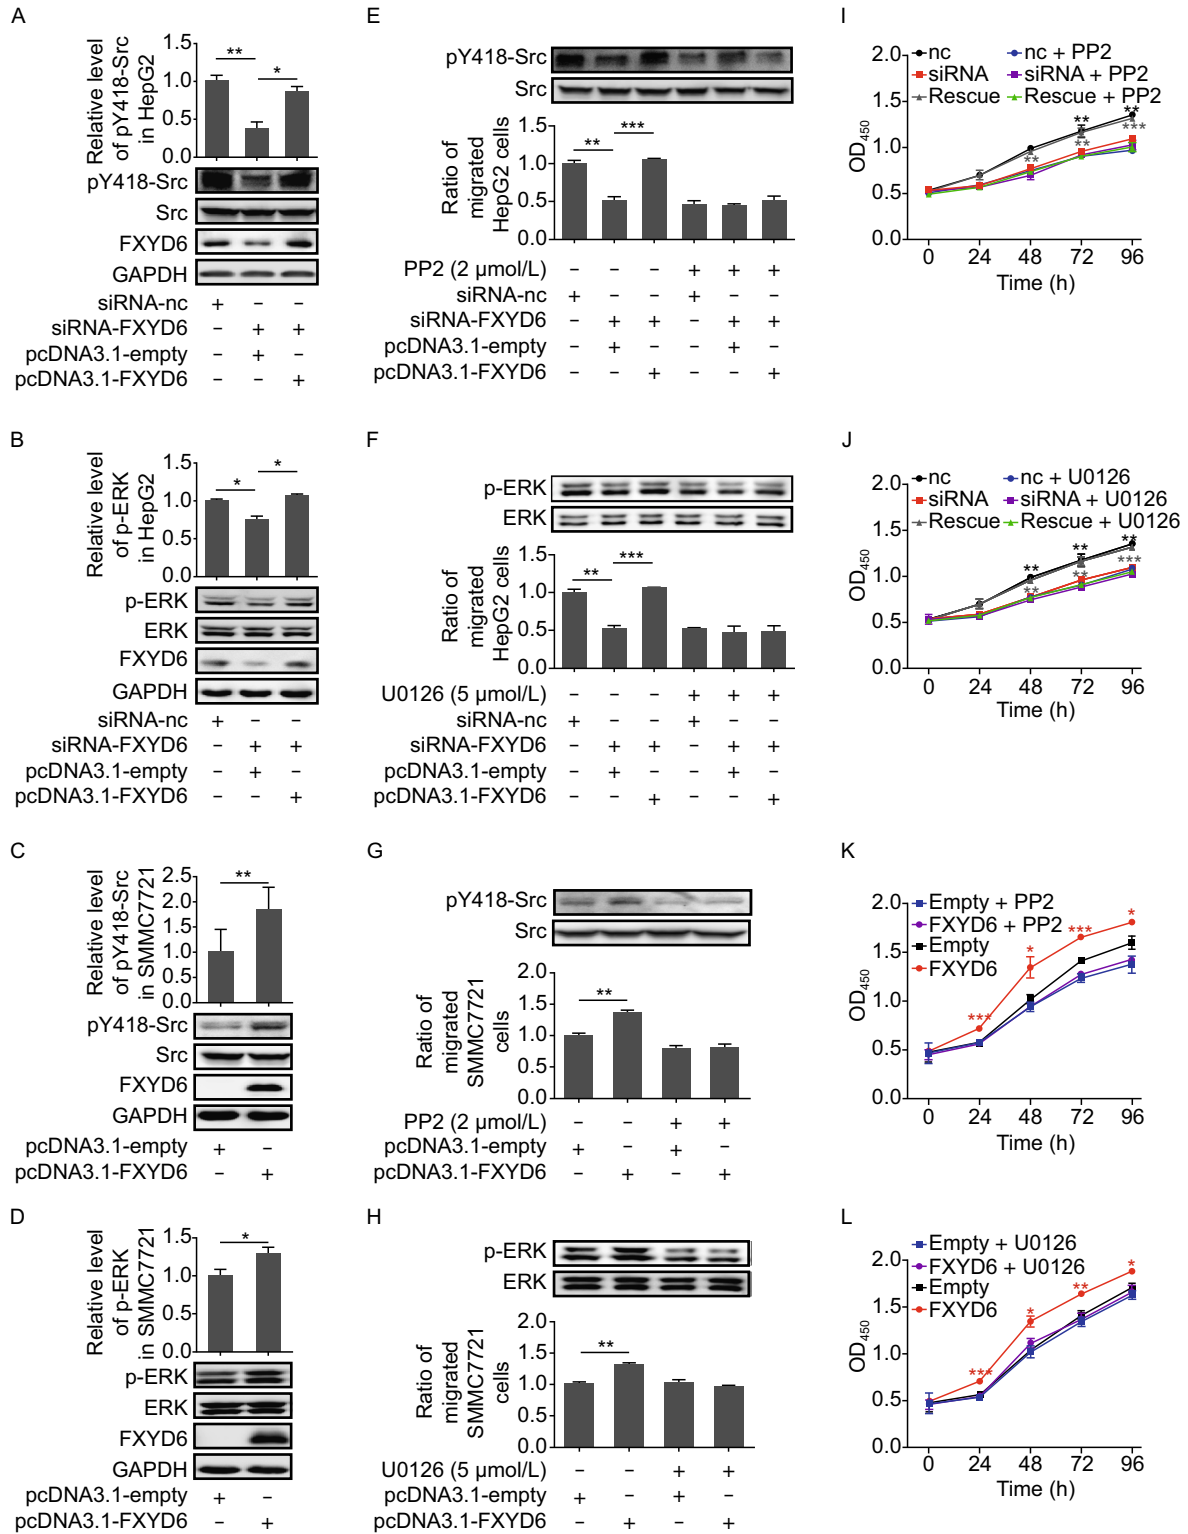 A
Relative level
of pY418-Src
in HepG2
1.5
1.0
0.5
0.0
** *
pY418-Src
Src
FXYD6
GAPDH
siRNA-nc + − −
siRNA-FXYD6 − + +
pcDNA3.1-empty − + −
pcDNA3.1-FXYD6 − − +
B
Relative level
of p-ERK
in HepG2
1.5
1.0
0.5
0.0
* *
p-ERK
ERK
FXYD6
GAPDH
siRNA-nc + − −
siRNA-FXYD6 − + +
pcDNA3.1-empty − + −
pcDNA3.1-FXYD6 − − +
C
Relative level
of pY418-Src
in SMMC7721
2.5
2.0
1.5
1.0
0.5
0.0
**
pY418-Src
Src
FXYD6
GAPDH
pcDNA3.1-empty + −
pcDNA3.1-FXYD6 − +
D
Relative level
of p-ERK
in SMMC7721
1.5
1.0
0.5
0.0
*
p-ERK
ERK
FXYD6
GAPDH
pcDNA3.1-empty + −
pcDNA3.1-FXYD6 − +
E
pY418-Src
Src
Ratio of
migrated
HepG2 cells
1.5
1.0
0.5
0.0
** ***
PP2 (2 μmol/L) − − − + + +
siRNA-nc + − − + − −
siRNA-FXYD6 − + + − + +
pcDNA3.1-empty − + − − + −
pcDNA3.1-FXYD6 − − + − − +
F
p-ERK
ERK
Ratio of
migrated
HepG2 cells
1.5
1.0
0.5
0.0
** ***
U0126 (5 μmol/L) − − − + + +
siRNA-nc + − − + − −
siRNA-FXYD6 − + + − + +
pcDNA3.1-empty − + − − + −
pcDNA3.1-FXYD6 − − + − − +
G
pY418-Src
Src
Ratio of
migrated
SMMC7721
cells
2.0
1.5
1.0
0.5
0.0
**
PP2 (2 μmol/L) − − + +
pcDNA3.1-empty + − + −
pcDNA3.1-FXYD6 − + − +
H
p-ERK
ERK
Ratio of
migrated
SMMC7721
cells
2.0
1.5
1.0
0.5
0.0
**
U0126 (5 μmol/L) − − + +
pcDNA3.1-empty + − + −
pcDNA3.1-FXYD6 − + − +
I
nc nc + PP2
siRNA siRNA + PP2
Rescue Rescue + PP2
OD450
2.0
1.5
1.0
0.5
0.0
** **
** ** ***
0 24 48 72 96
Time (h)
J
nc nc + U0126
siRNA siRNA + U0126
Rescue Rescue + U0126
OD450
2.0
1.5
1.0
0.5
0.0
** ** **
** ** ***
0 24 48 72 96
Time (h)
K
Empty + PP2
FXYD6 + PP2
Empty
FXYD6
OD450
2.0
1.5
1.0
0.5
0.0
*** * *** *
0 24 48 72 96
Time (h)
L
Empty + U0126
FXYD6 + U0126
Empty
FXYD6
OD450
2.0
1.5
1.0
0.5
0.0
*** * ** *
0 24 48 72 96
Time (h)